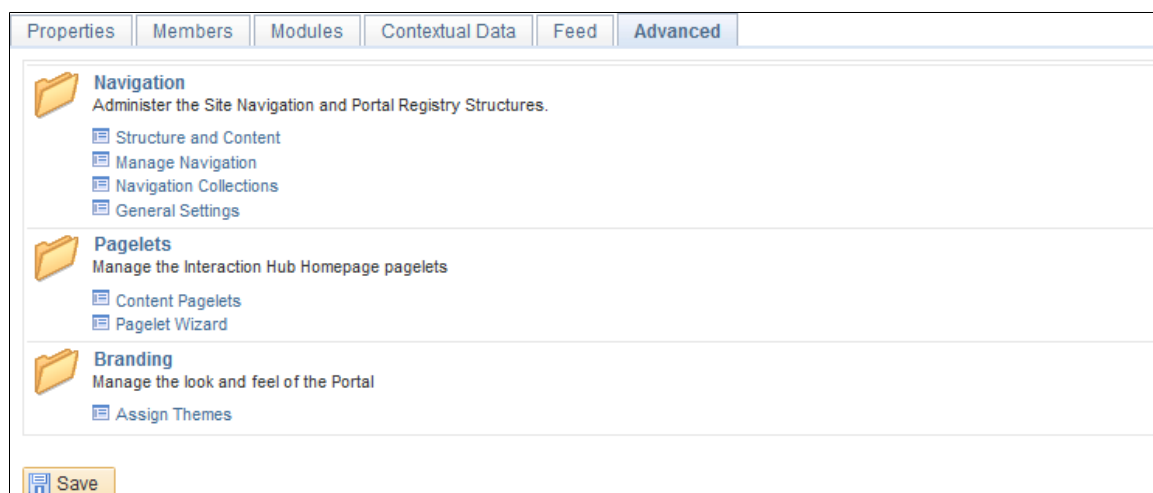 Properties Members Modules Contextual Data Feed Advanced
Navigation
Administer the Site Navigation and Portal Registry Structures.
Structure and Content
Manage Navigation
Navigation Collections
General Settings
Pagelets
Manage the Interaction Hub Homepage pagelets
Content Pagelets
Pagelet Wizard
Branding
Manage the look and feel of the Portal
Assign Themes
Save